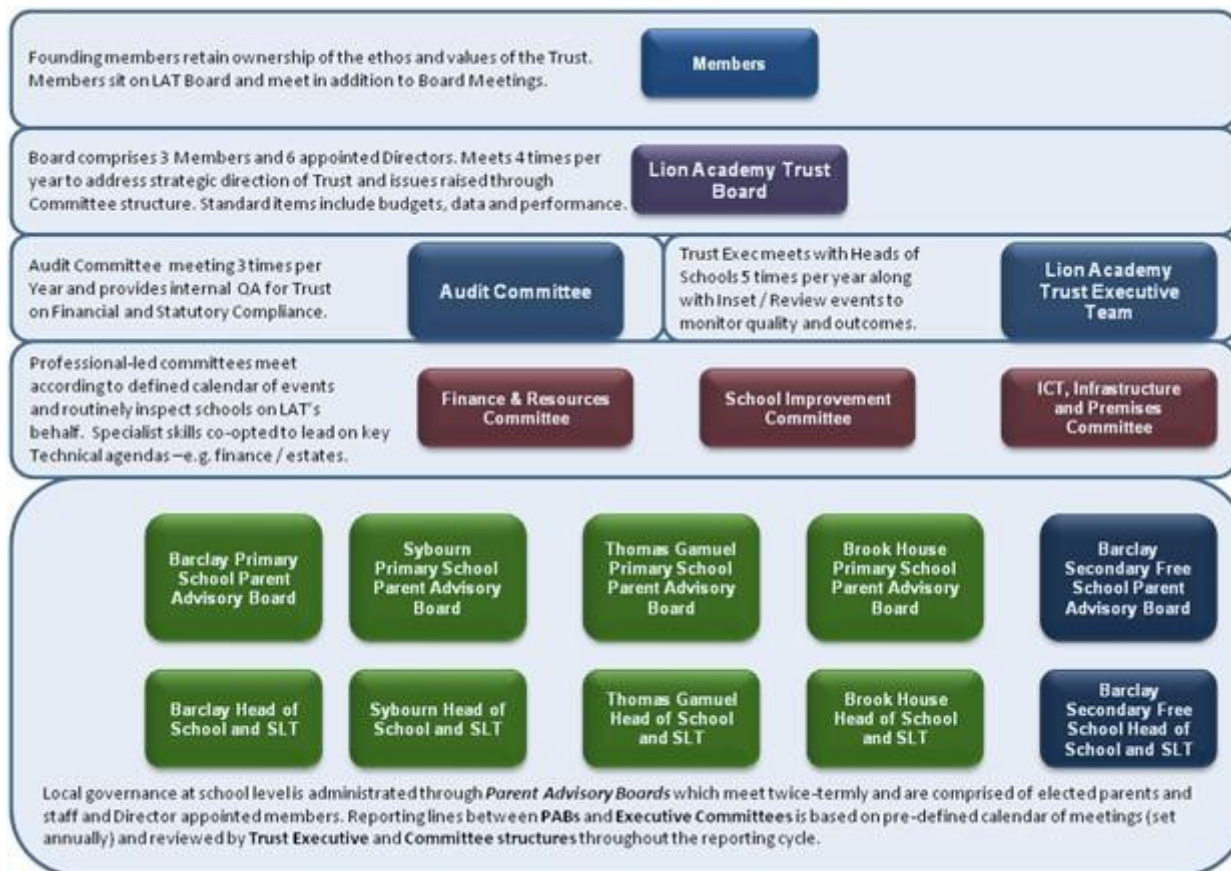 Founding members retain ownership of the ethos and values of the Trust.
Members sit on LAT Board and meet in addition to Board Meetings.
Members
Board comprises 3 Members and 6 appointed Directors. Meets 4 times per
year to address strategic direction of Trust and issues raised through
Committee structure. Standard items include budgets, data and performance.
Lion Academy Trust
Board
Audit Committee meeting 3 times per
Year and provides internal QA for Trust
on Financial and Statutory Compliance.
Audit Committee
Trust Exec meets with Heads of
Schools 5 times per year along
with Inset / Review events to
monitor quality and outcomes.
Lion Academy
Trust Executive
Team
Professional-led committees meet
according to defined calendar of events
and routinely inspect schools on LAT's
behalf. Specialist skills co-opted to lead on key
Technical agendas – e.g. finance / estates.
Finance & Resources
Committee
School Improvement
Committee
ICT, Infrastructure
and Premises
Committee
Barclay Primary
School Parent
Advisory Board
Sybourn
Primary School
Parent Advisory
Board
Thomas Gamuel
Primary School
Parent Advisory
Board
Brook House
Primary School
Parent Advisory
Board
Barclay
Secondary Free
School Parent
Advisory Board
Barclay Head of
School and SLT
Sybourn Head of
School and SLT
Thomas Gamuel
Head of School
and SLT
Brook House
Head of School
and SLT
Barclay
Secondary Free
School Head of
School and SLT
Local governance at school level is administrated through Parent Advisory Boards which meet twice-termly and are comprised of elected parents and
staff and Director appointed members. Reporting lines between PABs and Executive Committees is based on pre-defined calendar of meetings (set
annually) and reviewed by Trust Executive and Committee structures throughout the reporting cycle.